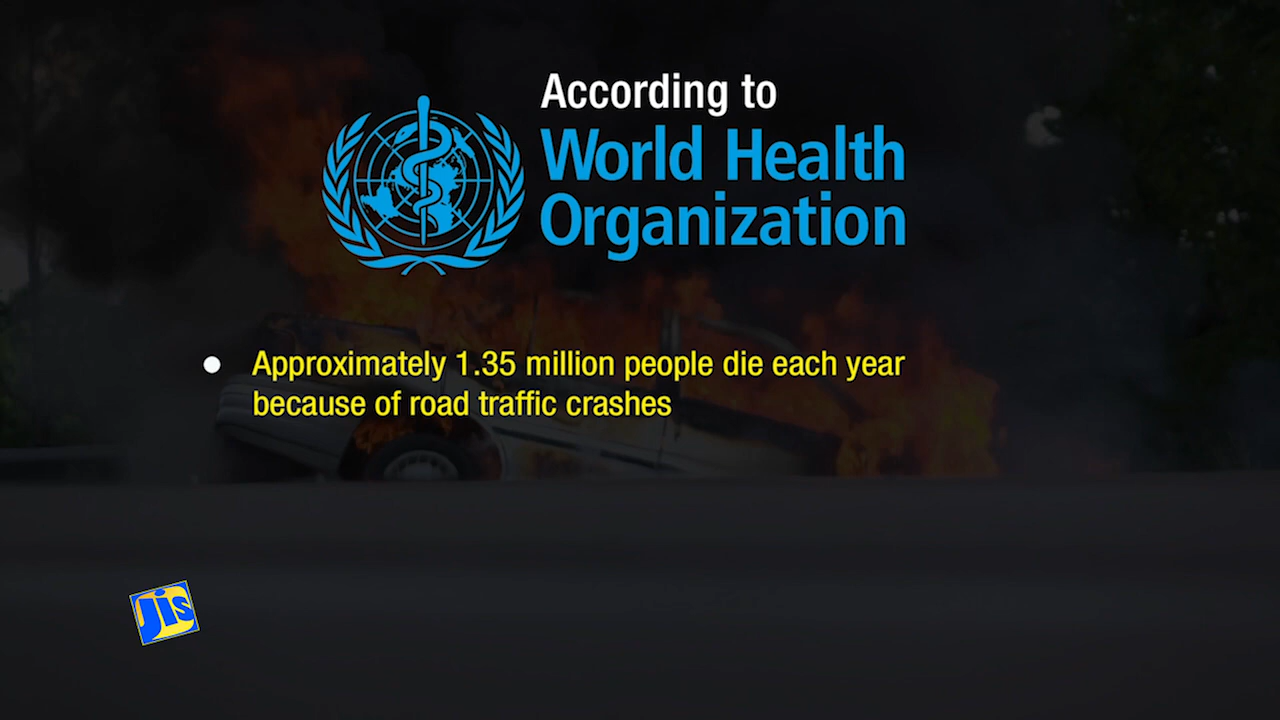 According to
World Health
Organization
● Approximately 1.35 million people die each year
because of road traffic crashes
Jis